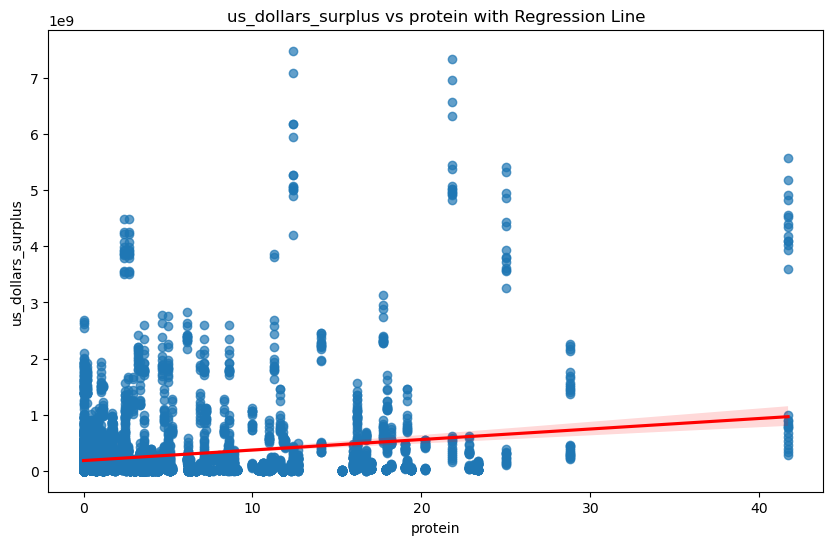 us_dollars_surplus vs protein with Regression Line
1e9
7
6
5
4
3
2
1
0
us_dollars_surplus
0 10 20 30 40
protein